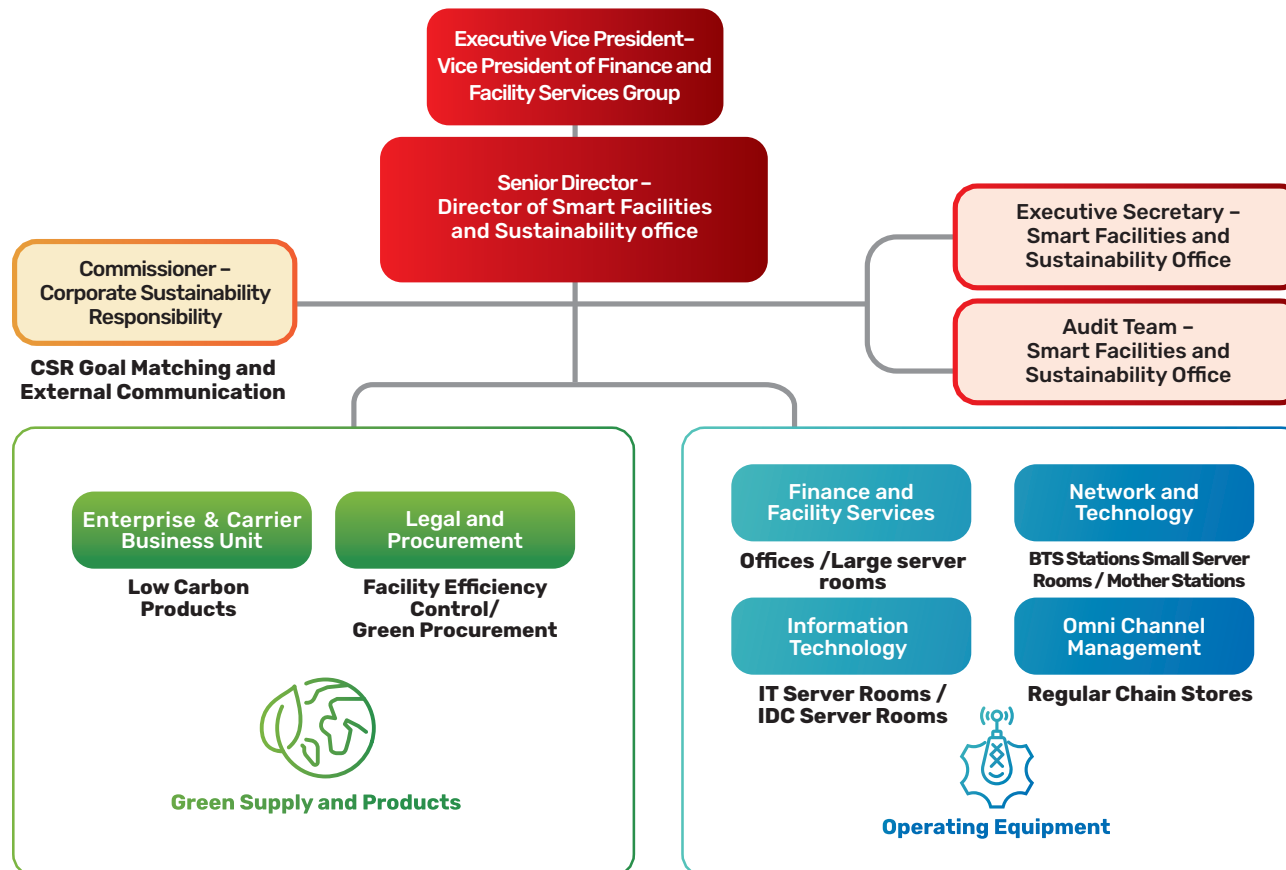 Executive Vice President–
Vice President of Finance and
Facility Services Group
Senior Director –
Director of Smart Facilities
and Sustainability office
Commissioner –
Corporate Sustainability
Responsibility
CSR Goal Matching and
External Communication
Executive Secretary –
Smart Facilities and
Sustainability Office
Audit Team –
Smart Facilities and
Sustainability Office
Enterprise & Carrier
Business Unit
Low Carbon
Products
Legal and
Procurement
Facility Efficiency
Control/
Green Procurement
Green Supply and Products
Finance and
Facility Services
Offices /Large server
rooms
Network and
Technology
BTS Stations Small Server
Rooms / Mother Stations
Information
Technology
IT Server Rooms /
IDC Server Rooms
Omni Channel
Management
Regular Chain Stores
Operating Equipment